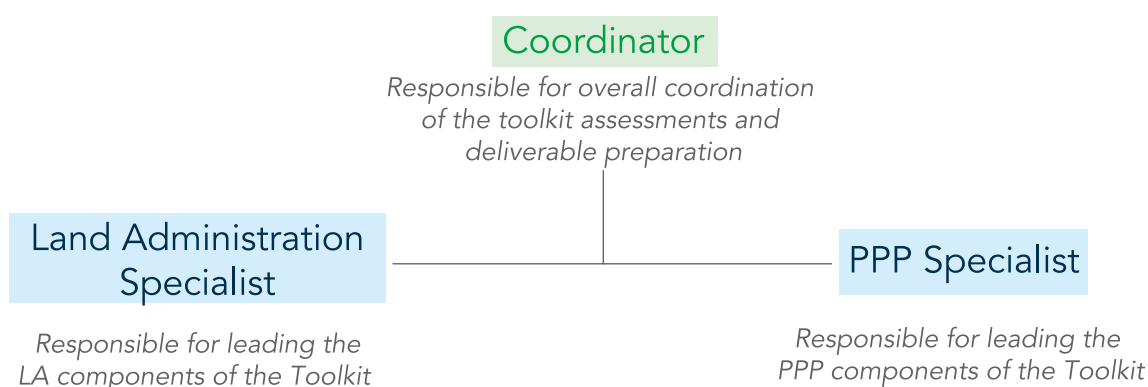 Coordinator
Responsible for overall coordination
of the toolkit assessments and
deliverable preparation
Land Administration
Specialist
Responsible for leading the
LA components of the Toolkit
PPP Specialist
Responsible for leading the
PPP components of the Toolkit